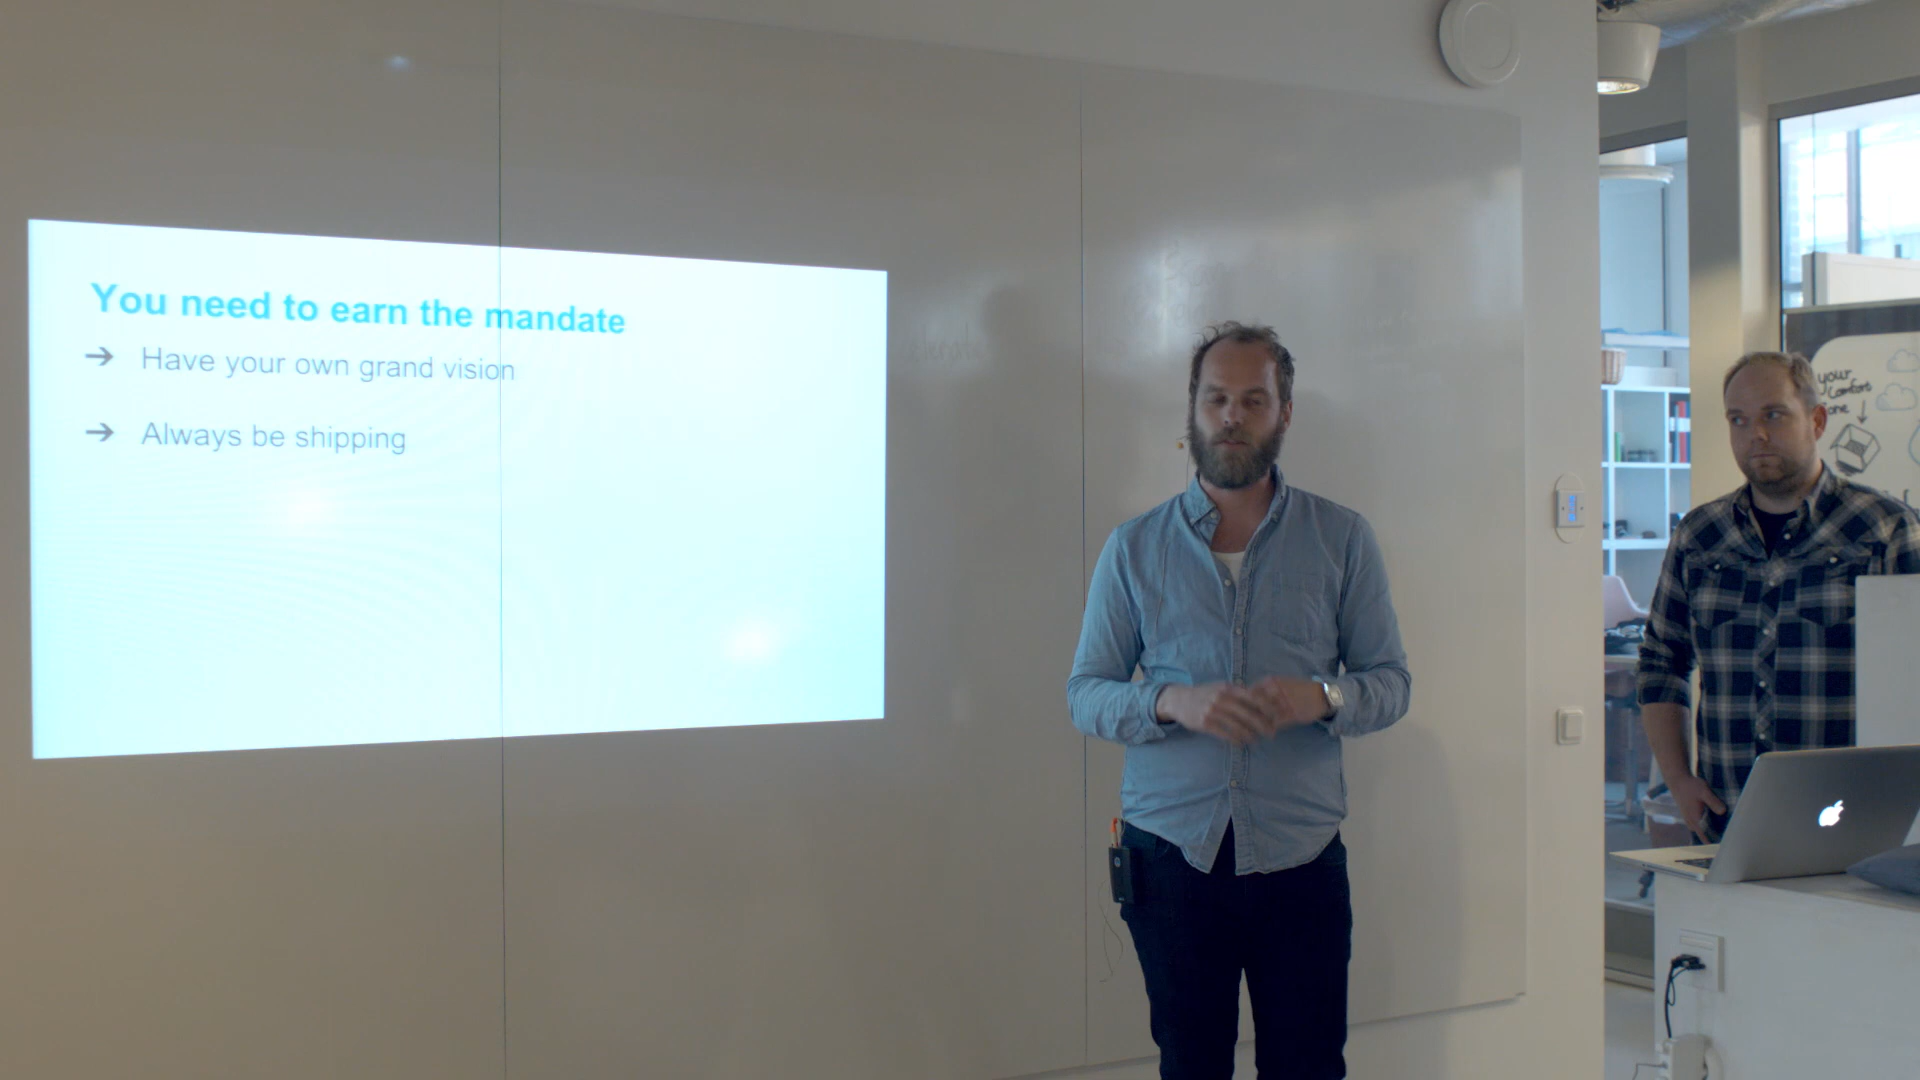 You need to earn the mandate
➔ Have your own grand vision
➔ Always be shipping
your
Comfort
Zone